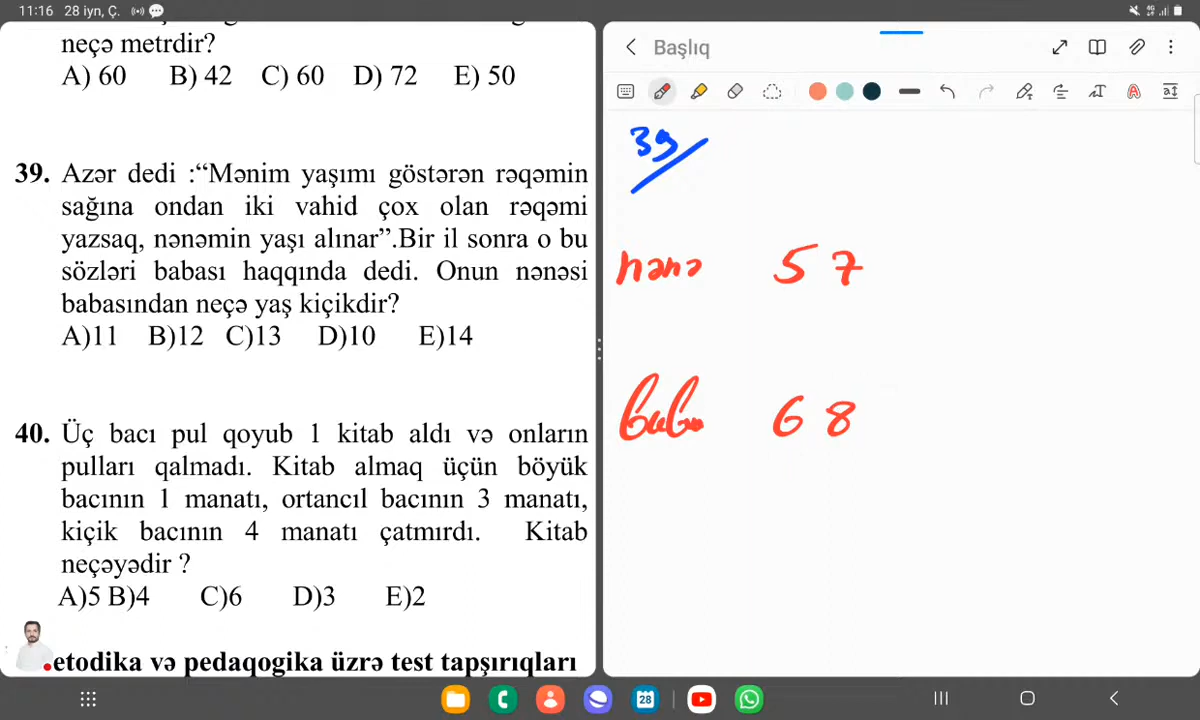 11:16 28 iyn, Ç.
neçə metrdir?
A) 60 B) 42 C) 60 D) 72 E) 50
39. Azər dedi :“Mənim yaşımı göstərən rəqəmin
sağına ondan iki vahid çox olan rəqəmi
yazsaq, nənəmin yaşı alınar”.Bir il sonra o bu
sözləri babası haqqında dedi. Onun nənəsi
babasından neçə yaş kiçikdir?
A)11 B)12 C)13 D)10 E)14
40. Üç bacı pul qoyub 1 kitab aldı və onların
pulları qalmadı. Kitab almaq üçün böyük
bacının 1 manatı, ortancıl bacının 3 manatı,
kiçik bacının 4 manatı çatmırdı. Kitab
neçəyədir ?
A)5 B)4 C)6 D)3 E)2
etodika və pedaqogika üzrə test tapşırıqları
Başlıq
39
nənə 57
baba 68
28